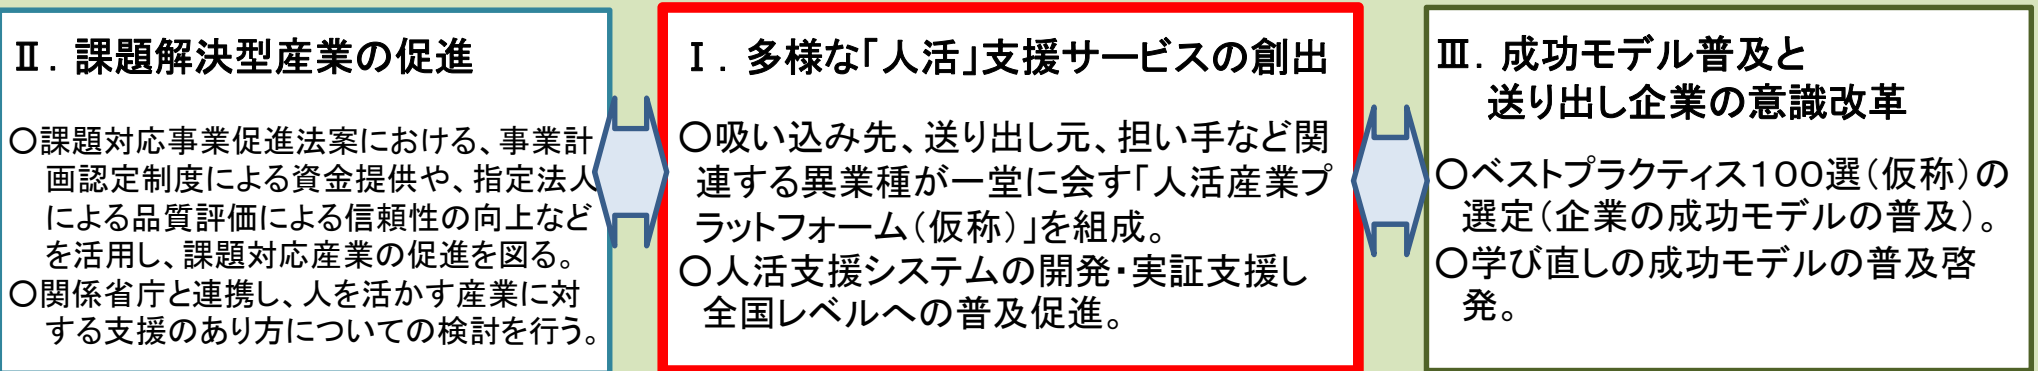 Ⅱ．課題解決型産業の促進
○課題対応事業促進法案における、事業計
画認定制度による資金提供や、指定法人
による品質評価による信頼性の向上など
を活用し、課題対応産業の促進を図る。
○関係省庁と連携し、人を活かす産業に対
する支援のあり方についての検討を行う。
Ⅰ．多様な「人活」支援サービスの創出
○吸い込み先、送り出し元、担い手など関
連する異業種が一堂に会す「人活産業プ
ラットフォーム（仮称）」を組成。
○人活支援システムの開発・実証支援し
全国レベルへの普及促進。
Ⅲ．成功モデル普及と
送り出し企業の意識改革
○ベストプラクティス１００選（仮称）の
選定（企業の成功モデルの普及）。
○学び直しの成功モデルの普及啓
発。